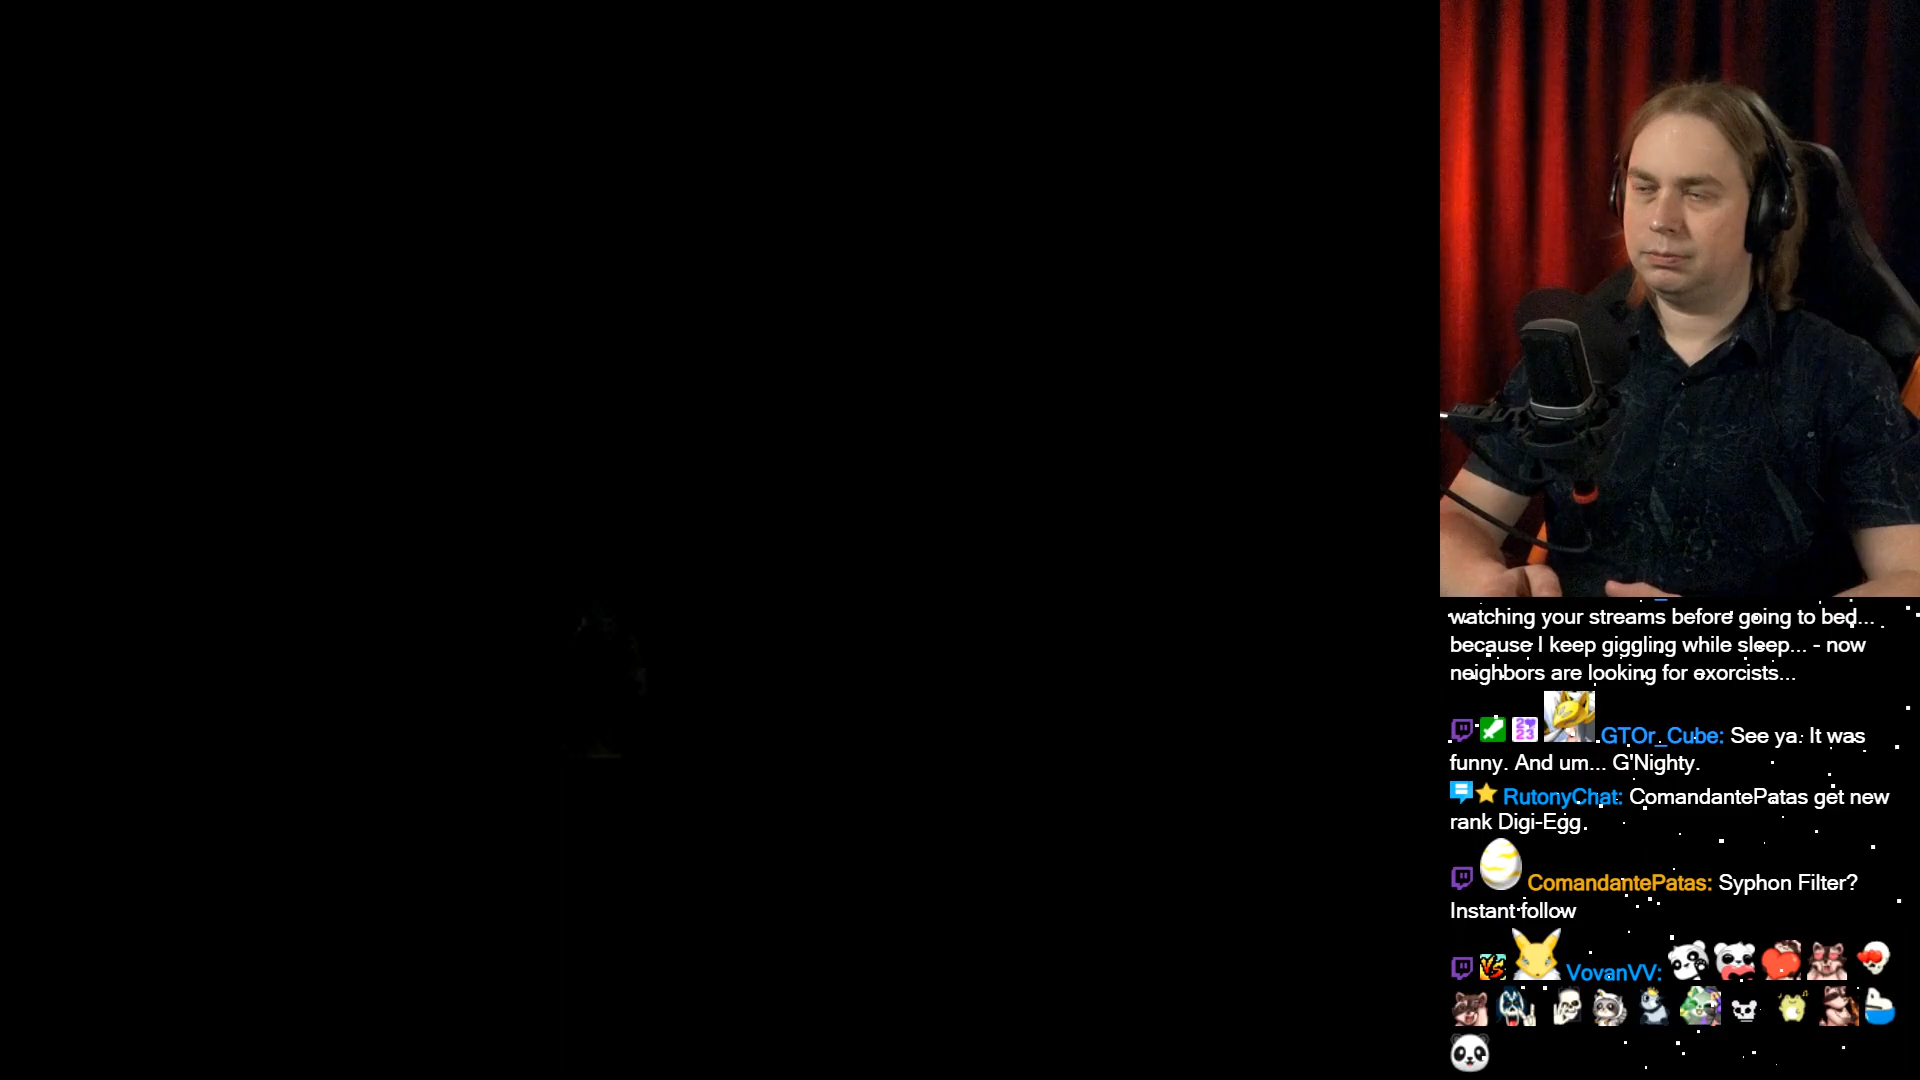 watching your streams before going to bed...
because I keep giggling while sleep... - now
neighbors are looking for exorcists...
GTOr_Cube: See ya. It was
funny. And um... G'Nighty.
RutonyChat: ComandantePatas get new
rank Digi-Egg.
ComandantePatas: Syphon Filter?
Instant follow
VovanVV: